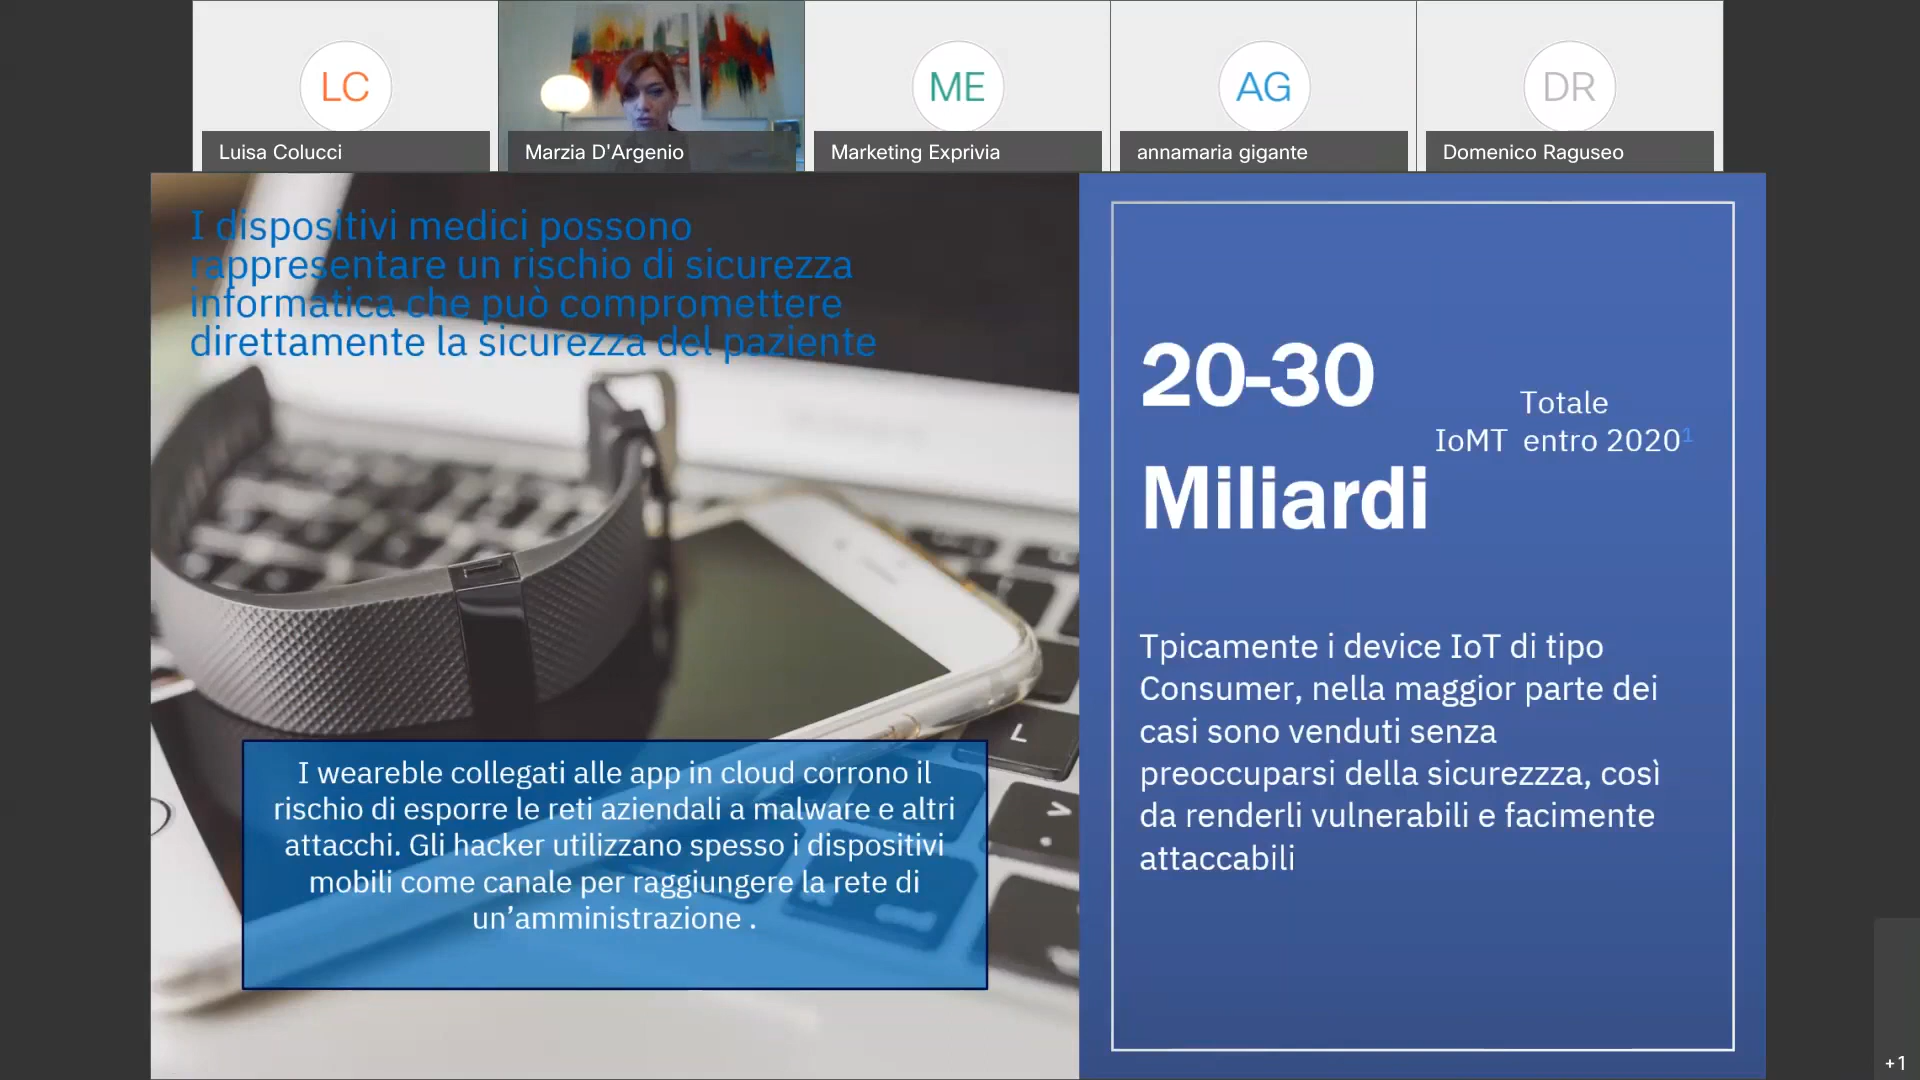 LC
ME
AG
DR
Luisa Colucci
Marzia D'Argenio
Marketing Exprivia
annamaria gigante
Domenico Raguseo
I dispositivi medici possono
rappresentare un rischio di sicurezza
informatica che può compromettere
direttamente la sicurezza del paziente
I weareble collegati alle app in cloud corrono il
rischio di esporre le reti aziendali a malware e altri
attacchi. Gli hacker utilizzano spesso i dispositivi
mobili come canale per raggiungere la rete di
un’amministrazione .
20-30
Miliardi
Totale
IoMT entro 2020¹
Tpicamente i device IoT di tipo
Consumer, nella maggior parte dei
casi sono venduti senza
preoccuparsi della sicurezzza, così
da renderli vulnerabili e facimente
attaccabili
L
+1